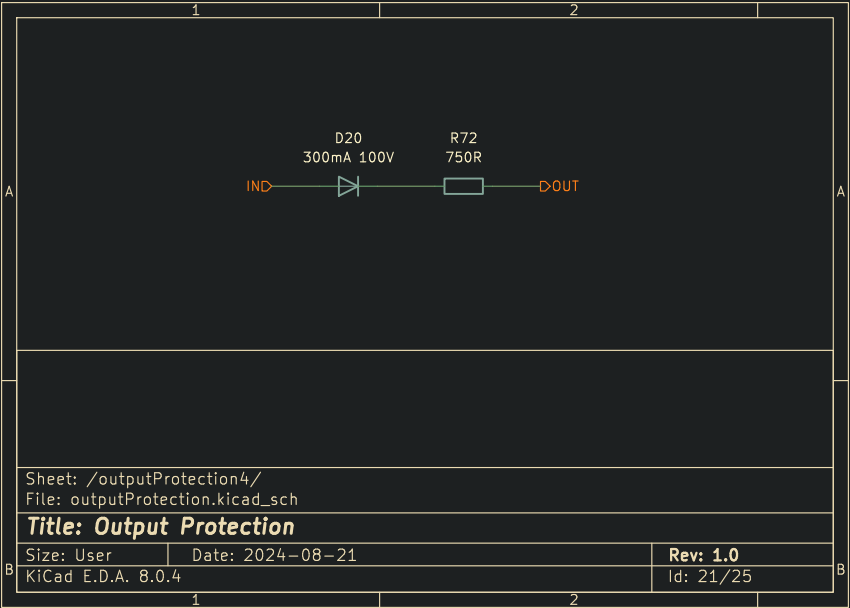 1 2
D20 R72
300mA 100V 750R
IN OUT
A A
Sheet: /outputProtection4/
File: outputProtection.kicad_sch
Title: Output Protection
Size: User Date: 2024-08-21 Rev: 1.0
B B
KiCad E.D.A. 8.0.4 Id: 21/25
1 2